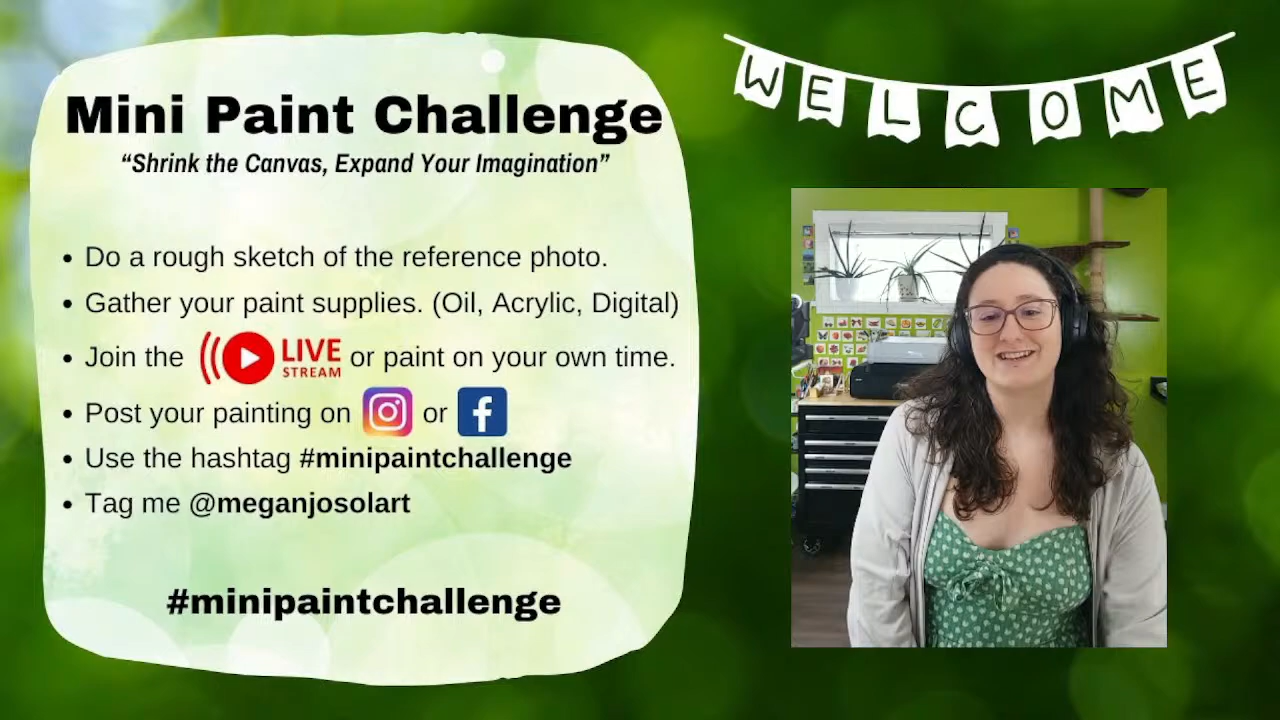 Mini Paint Challenge
“Shrink the Canvas, Expand Your Imagination”
WELCOME
• Do a rough sketch of the reference photo.
• Gather your paint supplies. (Oil, Acrylic, Digital)
• Join the LIVE STREAM or paint on your own time.
• Post your painting on or
• Use the hashtag #minipaintchallenge
• Tag me @meganjosolart
#minipaintchallenge